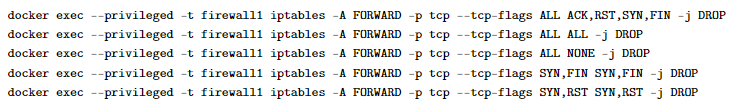 docker exec --privileged -t firewall1 iptables -A FORWARD -p tcp --tcp-flags ALL ACK,RST,SYN,FIN -j DROP
docker exec --privileged -t firewall1 iptables -A FORWARD -p tcp --tcp-flags ALL ALL -j DROP
docker exec --privileged -t firewall1 iptables -A FORWARD -p tcp --tcp-flags ALL NONE -j DROP
docker exec --privileged -t firewall1 iptables -A FORWARD -p tcp --tcp-flags SYN,FIN SYN,FIN -j DROP
docker exec --privileged -t firewall1 iptables -A FORWARD -p tcp --tcp-flags SYN,RST SYN,RST -j DROP